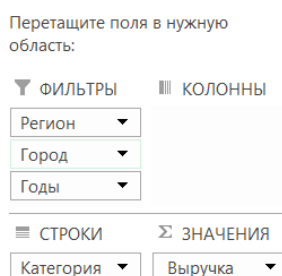 Перетащите поля в нужную
область:
ФИЛЬТРЫ
КОЛОННЫ
Регион
Город
Годы
СТРОКИ
Σ ЗНАЧЕНИЯ
Категория
Выручка